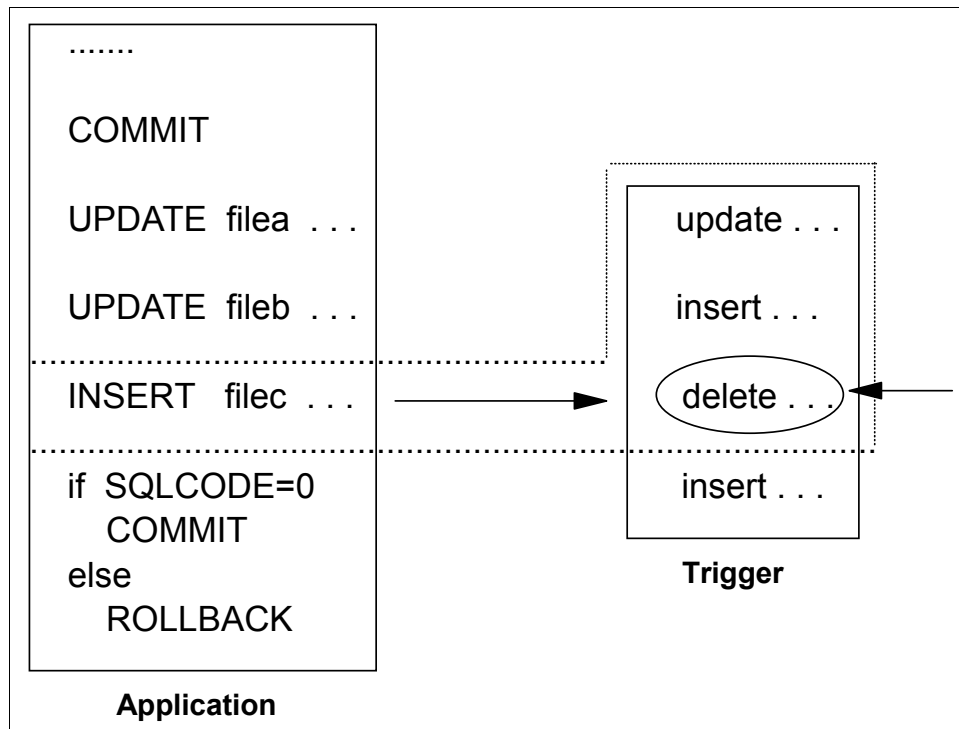 .......
COMMIT
UPDATE filea . . .
UPDATE fileb . . .
INSERT filec . . .
if SQLCODE=0
COMMIT
else
ROLLBACK
Application
update . . .
insert . . .
delete . . .
insert . . .
Trigger